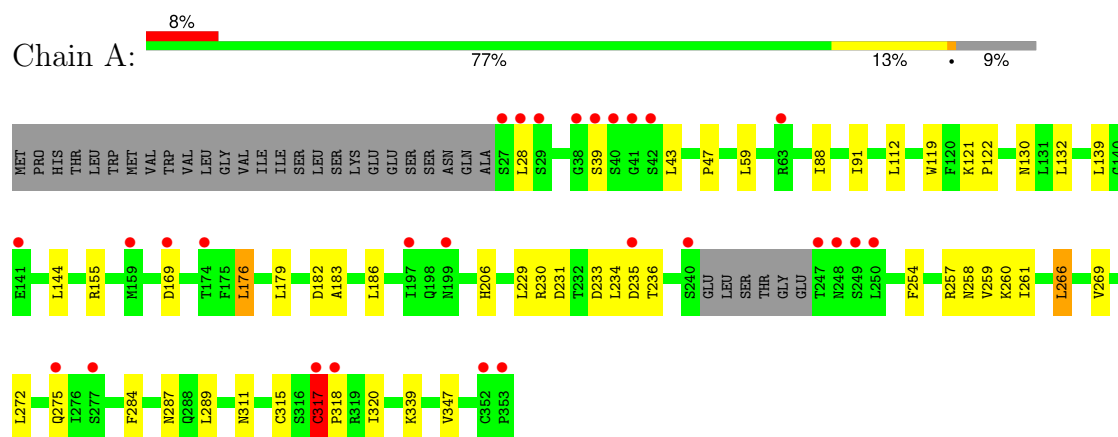 8%
Chain A:
77% 13% • 9%
MET PRO HIS THR LEU TRP MET VAL TRP VAL LEU GLY VAL ILE ILE SER LEU SER SER LYS GLU GLU SER SER ASN GLN ALA S27 L28 S29 G38 S39 S40 G41 S42 L43 P47 L59 R63 I88 I91 L112 W119 F120 K121 P122 N130 L131 L132 L139 G140
E141 L144 R155 M159 D169 T174 F175 L176 L179 D182 A183 L186 I197 Q198 N199 H206 L229 R230 D231 T232 D233 L234 D235 T236 S240 GLU LEU SER THR GLY GLU T247 N248 S249 L250 F254 R257 N258 V259 K260 I261 L266 V269
L272 Q275 I276 S277 F284 N287 Q288 L289 N311 C315 S316 C317 P318 R319 I320 K339 V347 C352 P353